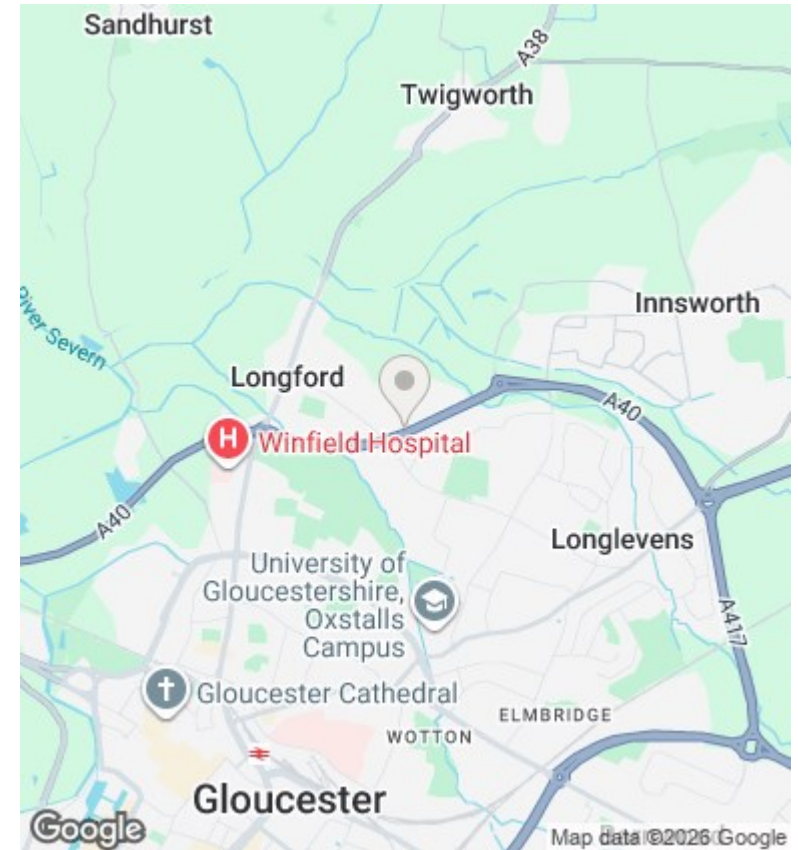 Sandhurst
A38
Twigworth
River Severn
Innsworth
Longford
A40
H Winfield Hospital
A40
Longlevens
University of
Gloucestershire,
Oxstalls
Campus
A417
Gloucester Cathedral
ELMBRIDGE
WOTTON
Gloucester
Google
Map data ©2026 Google